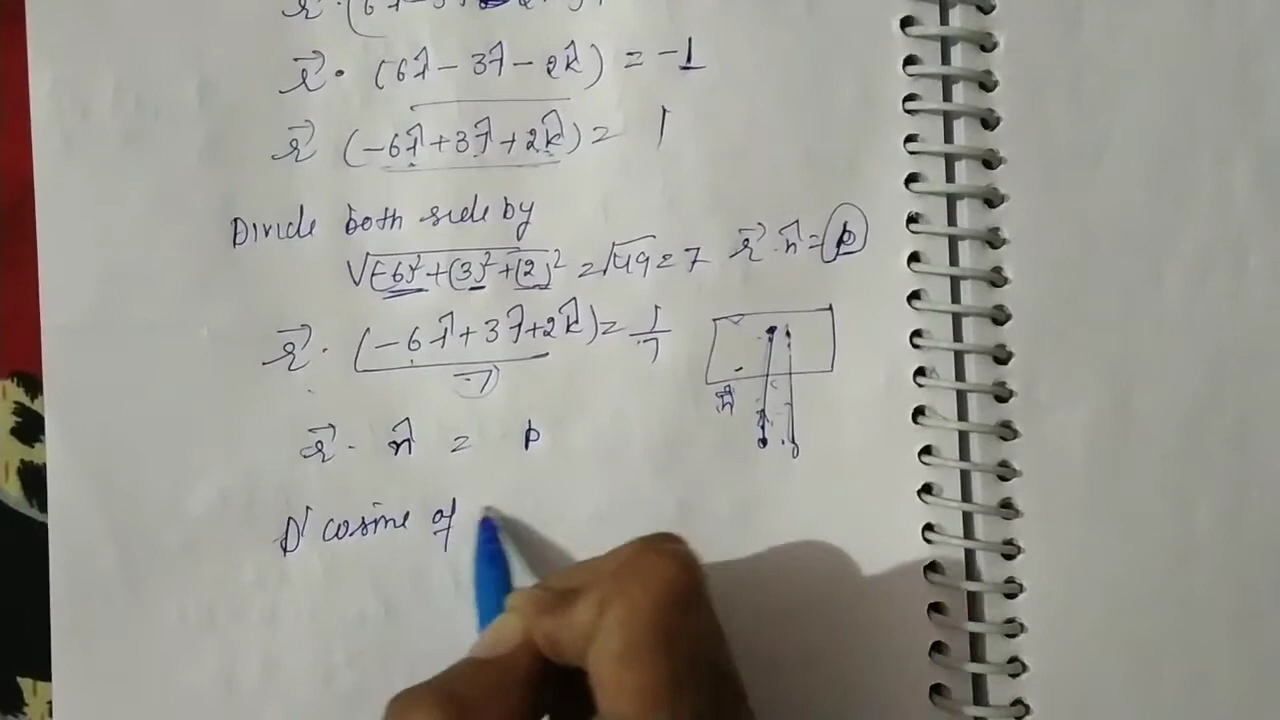 r⃗ · (6î - 3ĵ - 2k̂) = -1
r⃗ (-6î + 3ĵ + 2k̂) = 1
Divide both side by
√(-6)² + (3)² + (2)² = √49 = 7 r⃗ · n̂ = p
r⃗ · (-6î + 3ĵ + 2k̂) / 7 = 1/7
n̂
r⃗ · n̂ = p
D' cosine of